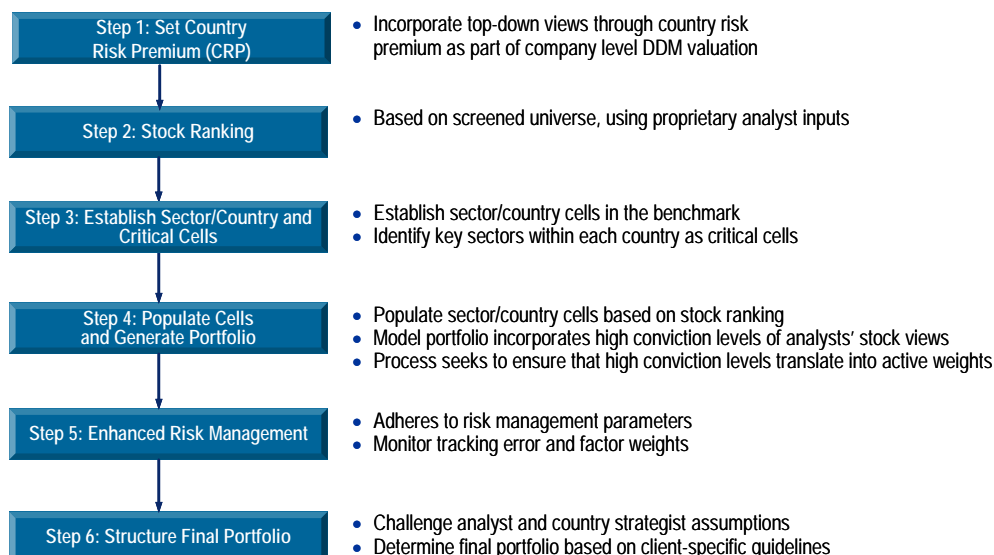 Step 1: Set Country
Risk Premium (CRP)
• Incorporate top-down views through country risk
premium as part of company level DDM valuation
Step 2: Stock Ranking
• Based on screened universe, using proprietary analyst inputs
Step 3: Establish Sector/Country and
Critical Cells
• Establish sector/country cells in the benchmark
• Identify key sectors within each country as critical cells
Step 4: Populate Cells
and Generate Portfolio
• Populate sector/country cells based on stock ranking
• Model portfolio incorporates high conviction levels of analysts' stock views
• Process seeks to ensure that high conviction levels translate into active weights
Step 5: Enhanced Risk Management
• Adheres to risk management parameters
• Monitor tracking error and factor weights
Step 6: Structure Final Portfolio
• Challenge analyst and country strategist assumptions
• Determine final portfolio based on client-specific guidelines